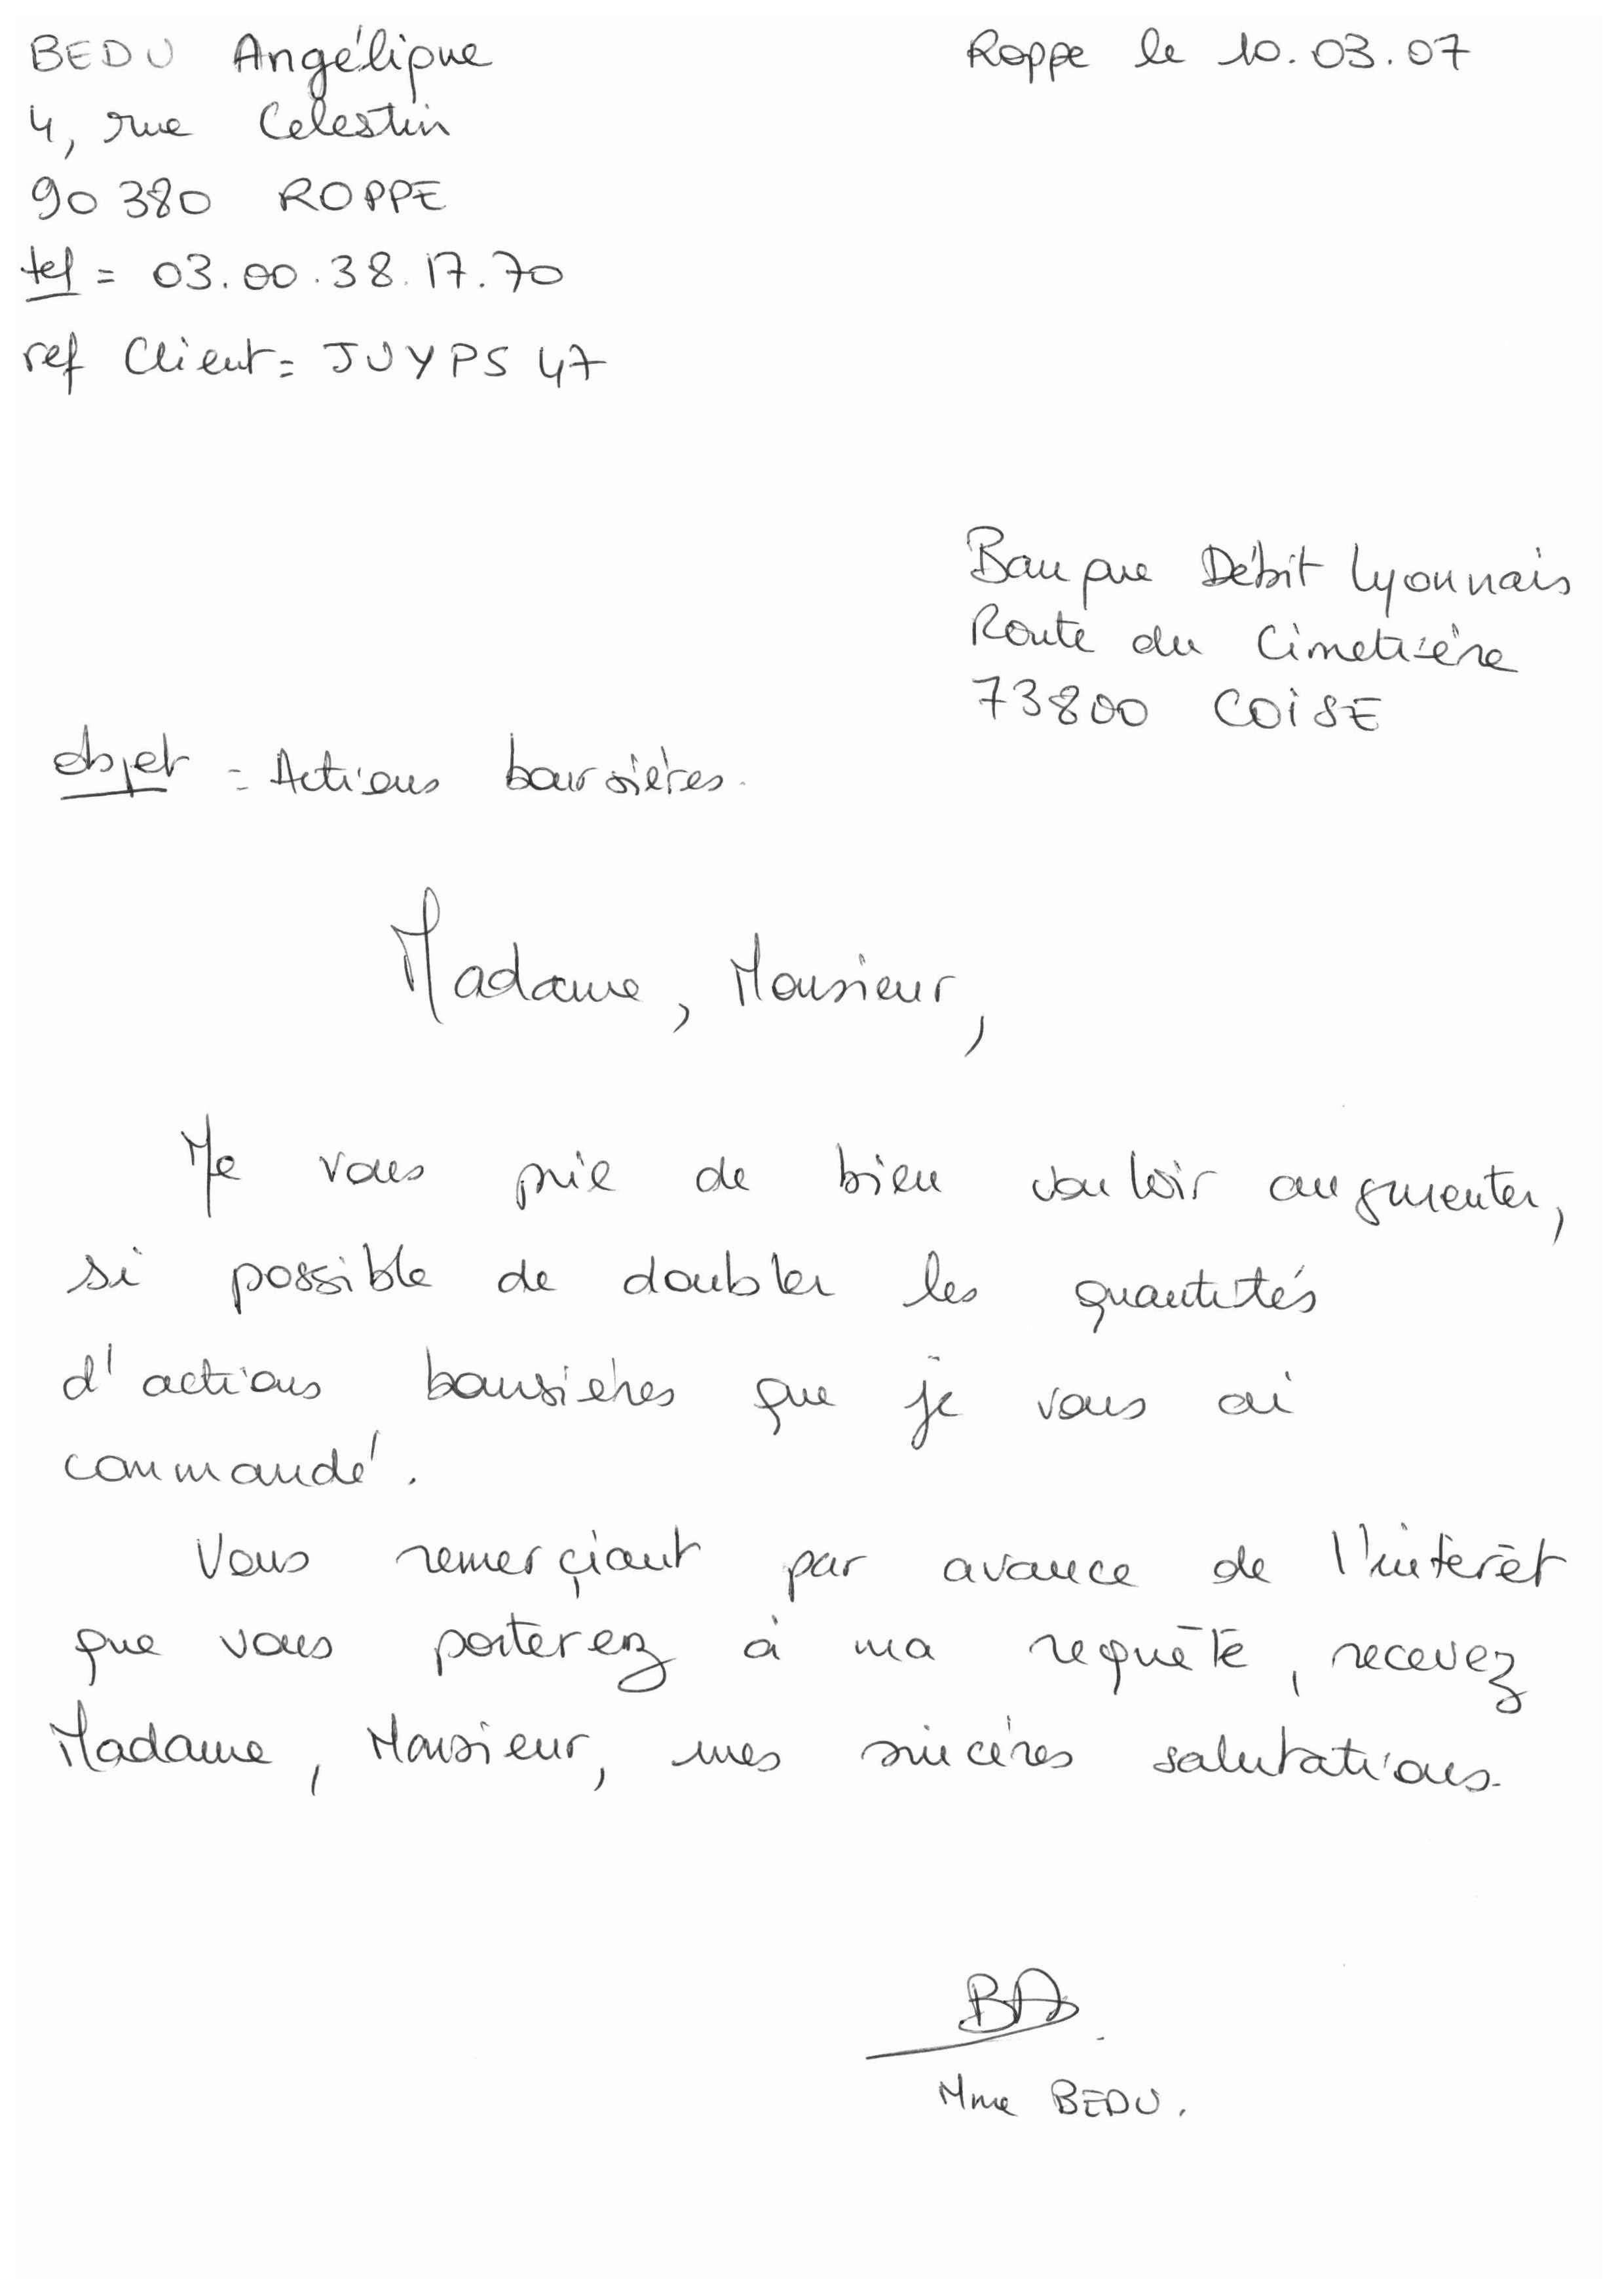 BEDU Angélique
4, rue Celestin
90 380 ROPPE
tel = 03.00.38.17.70
ref Client = JUYPS 47
Roppe le 10.03.07
Banque Débit Lyonnais
Route du Cimetière
73800 COISE
objet = Actions boursières.
Madame, Monsieur,
Je vous prie de bien vouloir augmenter,
si possible de doubler les quantités
d'actions boursières que je vous ai
commandé.
Vous remerçiant par avance de l'intérêt
que vous porterez à ma requête, recevez
Madame, Monsieur, mes sincéres salutations.
BA.
Mme BEDU.